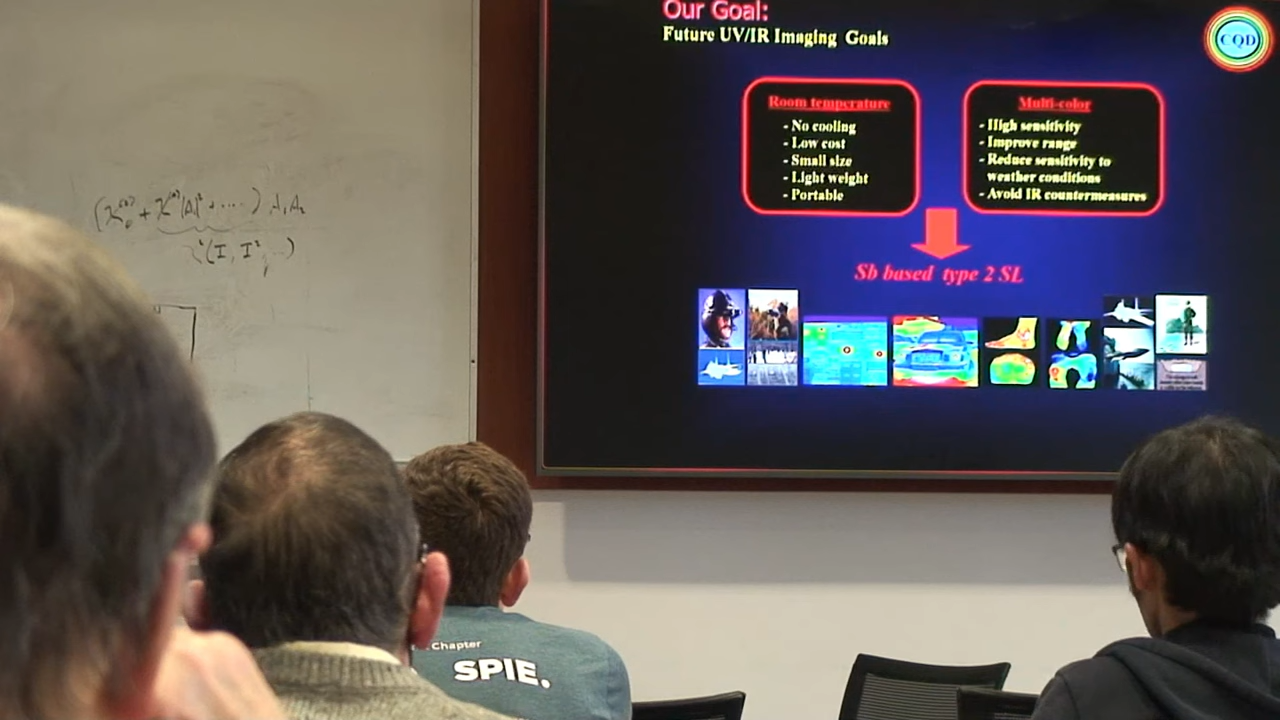 Our Goal:
Future UV/IR Imaging Goals
CQD
Room temperature
- No cooling
- Low cost
- Small size
- Light weight
- Portable
Multi-color
- High sensitivity
- Improve range
- Reduce sensitivity to
weather conditions
- Avoid IR countermeasures
Sb based type 2 SL
Chapter
SPIE.